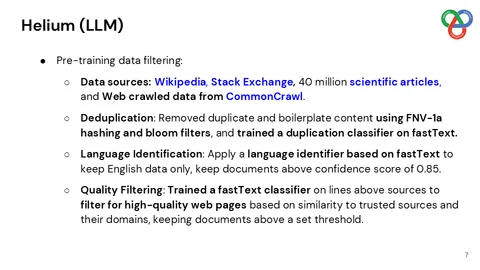 Helium (LLM)
● Pre-training data filtering:
○ Data sources: Wikipedia, Stack Exchange, 40 million scientific articles,
and Web crawled data from CommonCrawl.
○ Deduplication: Removed duplicate and boilerplate content using FNV-1a
hashing and bloom filters, and trained a duplication classifier on fastText.
○ Language Identification: Apply a language identifier based on fastText to
keep English data only, keep documents above confidence score of 0.85.
○ Quality Filtering: Trained a fastText classifier on lines above sources to
filter for high-quality web pages based on similarity to trusted sources and
their domains, keeping documents above a set threshold.
7